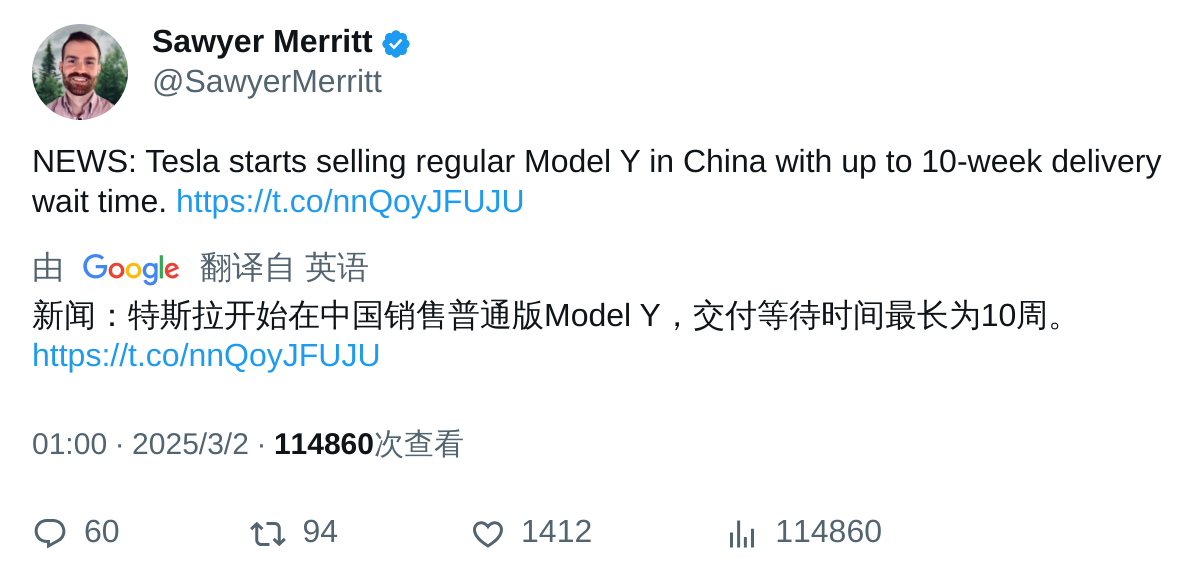 Sawyer Merritt
@SawyerMerritt
NEWS: Tesla starts selling regular Model Y in China with up to 10-week delivery
wait time. https://t.co/nnQoyJFUJU
由 Google 翻译自 英语
新闻：特斯拉开始在中国销售普通版Model Y，交付等待时间最长为10周。
https://t.co/nnQoyJFUJU
01:00 · 2025/3/2 · 114860次查看
60 94 1412 114860